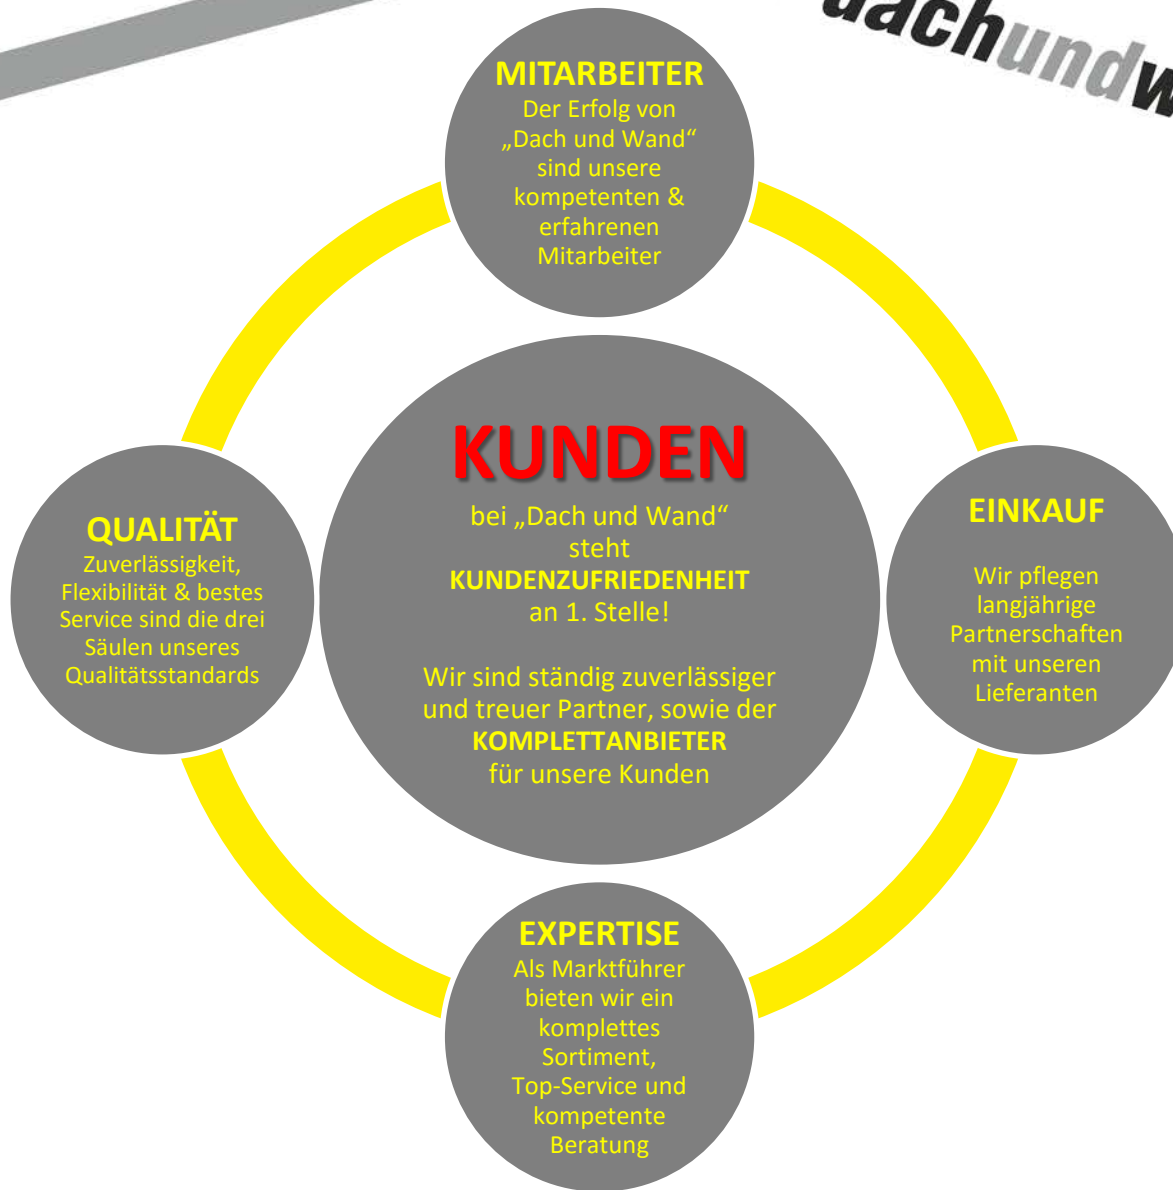 dachundw
MITARBEITER
Der Erfolg von
„Dach und Wand“
sind unsere
kompetenten &
erfahrenen
Mitarbeiter
KUNDEN
bei „Dach und Wand“
steht
KUNDENZUFRIEDENHEIT
an 1. Stelle!
Wir sind ständig zuverlässiger
und treuer Partner, sowie der
KOMPLETTANBIETER
für unsere Kunden
QUALITÄT
Zuverlässigkeit,
Flexibilität & bestes
Service sind die drei
Säulen unseres
Qualitätsstandards
EINKAUF
Wir pflegen
langjährige
Partnerschaften
mit unseren
Lieferanten
EXPERTISE
Als Marktführer
bieten wir ein
komplettes
Sortiment,
Top-Service und
kompetente
Beratung